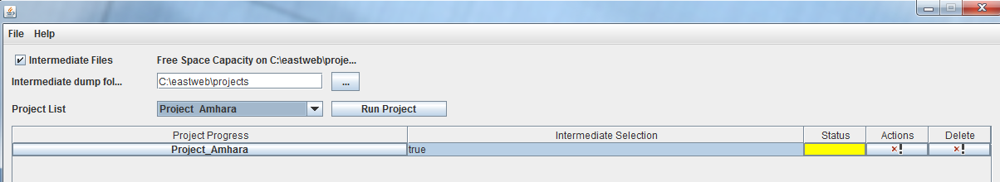 File Help
Intermediate Files Free Space Capacity on C:\eastweb\proje...
Intermediate dump fol... C:\eastweb\projects ...
Project List Project_Amhara Run Project
Project Progress Intermediate Selection Status Actions Delete
Project_Amhara true